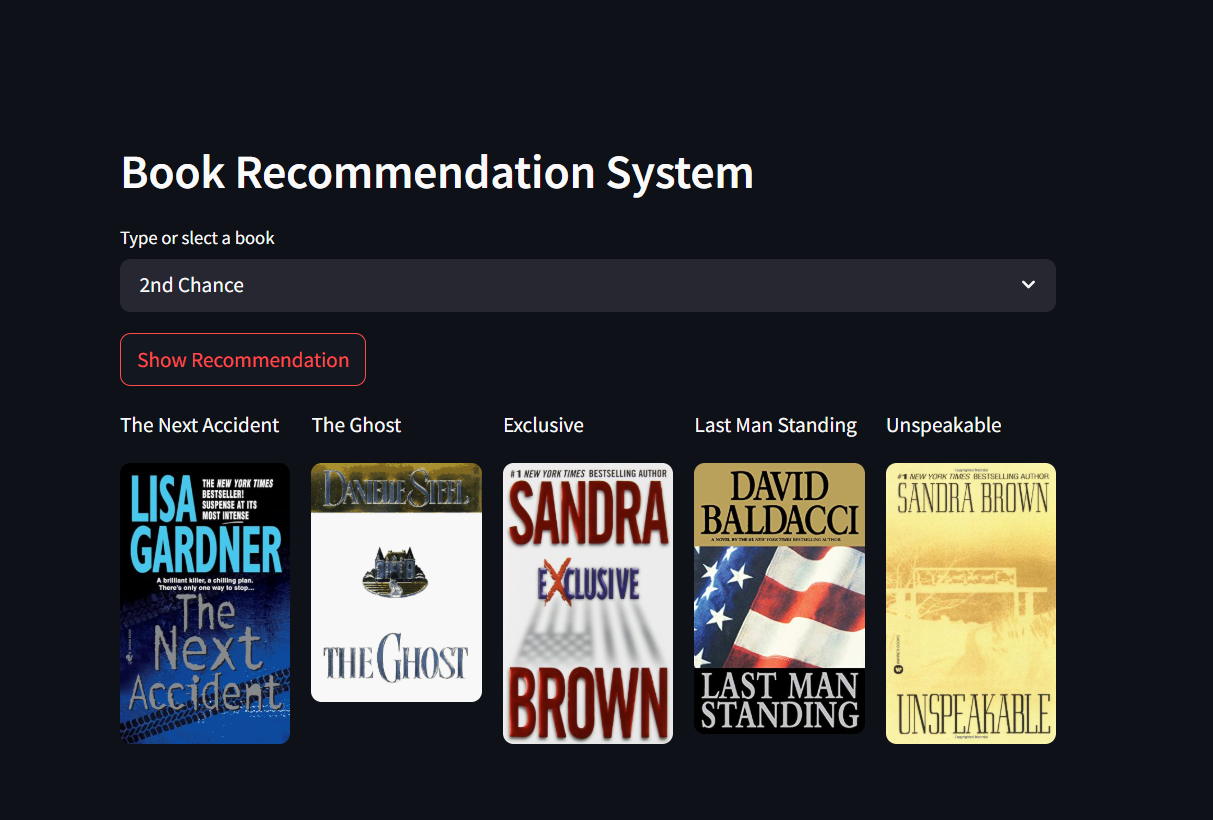 Book Recommendation System
Type or slect a book
2nd Chance
Show Recommendation
The Next Accident
The Ghost
Exclusive
Last Man Standing
Unspeakable
LISA
THE NEW YORK TIMES
BESTSELLER!
SUSPENSE AT ITS
MOST INTENSE
GARDNER
A brilliant killer, a chilling plan.
There's only one way to stop...
The
Next
Accident
DANIELLE STEEL
THE GHOST
#1 NEW YORK TIMES BESTSELLING AUTHOR
SANDRA
EXCLUSIVE
BROWN
DAVID
BALDACCI
A NOVEL BY THE #1 NEW YORK TIMES BESTSELLING AUTHOR
LAST MAN
STANDING
#1 NEW YORK TIMES BESTSELLING AUTHOR
SANDRA BROWN
UNSPEAKABLE